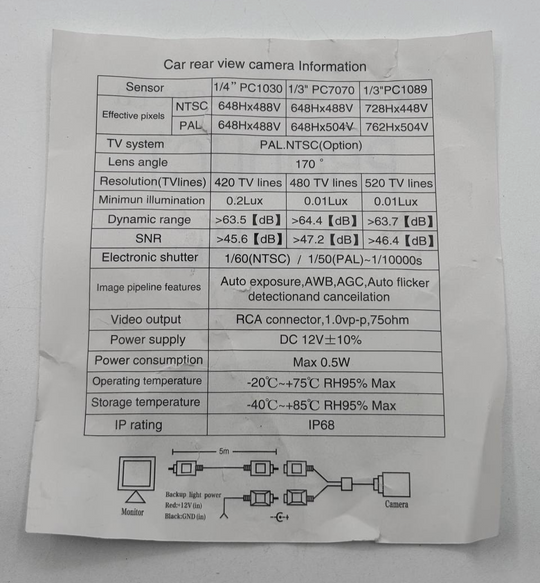 Car rear view camera Information
Sensor 1/4” PC1030 1/3" PC7070 1/3"PC1089
Effective pixels NTSC 648Hx488V 648Hx488V 728Hx448V
PAL 648Hx488V 648Hx504V 762Hx504V
TV system PAL.NTSC(Option)
Lens angle 170 °
Resolution(TVlines) 420 TV lines 480 TV lines 520 TV lines
Minimun illumination 0.2Lux 0.01Lux 0.01Lux
Dynamic range >63.5【dB】 >64.4【dB】 >63.7【dB】
SNR >45.6【dB】 >47.2【dB】 >46.4【dB】
Electronic shutter 1/60(NTSC) / 1/50(PAL)~1/10000s
Image pipeline features Auto exposure,AWB,AGC,Auto flicker
detectionand canceilation
Video output RCA connector,1.0vp-p,75ohm
Power supply DC 12V±10%
Power consumption Max 0.5W
Operating temperature -20℃~+75℃ RH95% Max
Storage temperature -40℃~+85℃ RH95% Max
IP rating IP68
5m
Monitor
Backup light power
Red:+12V(in)
Black:GND(in)
Camera